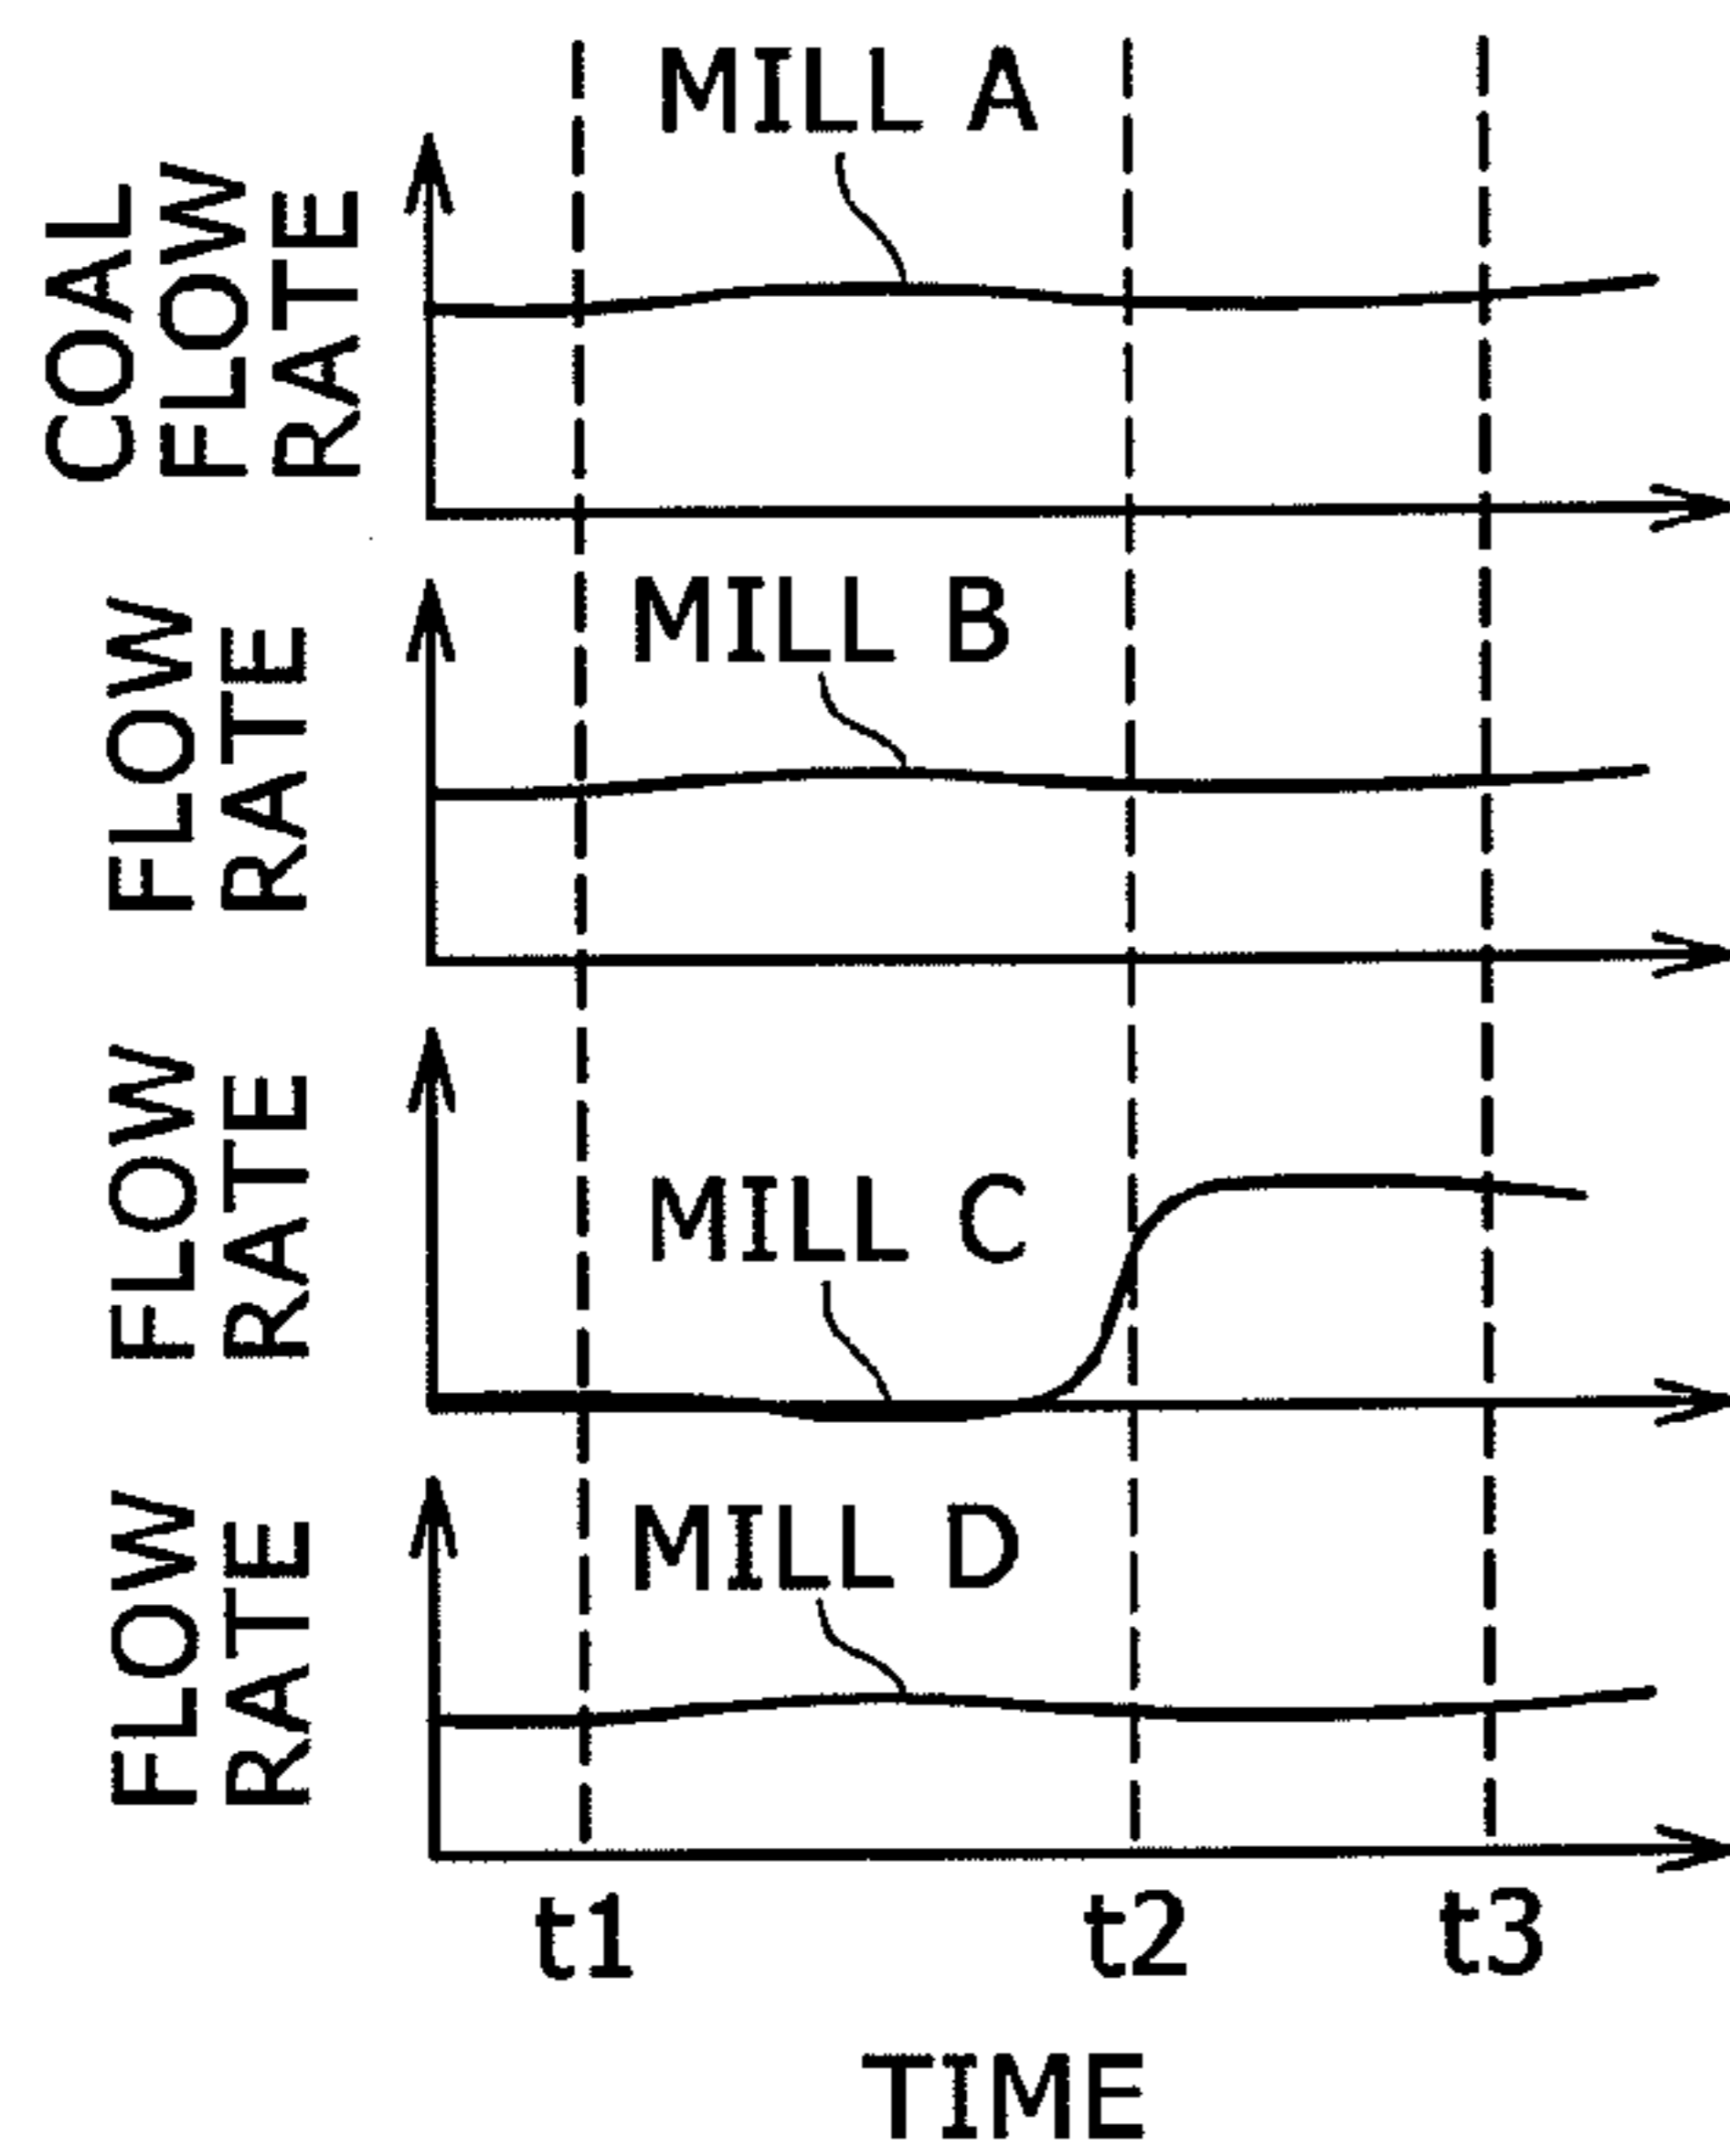 COAL
FLOW
RATE
MILL A
FLOW
RATE
MILL B
FLOW
RATE
MILL C
FLOW
RATE
MILL D
t1 t2 t3
TIME